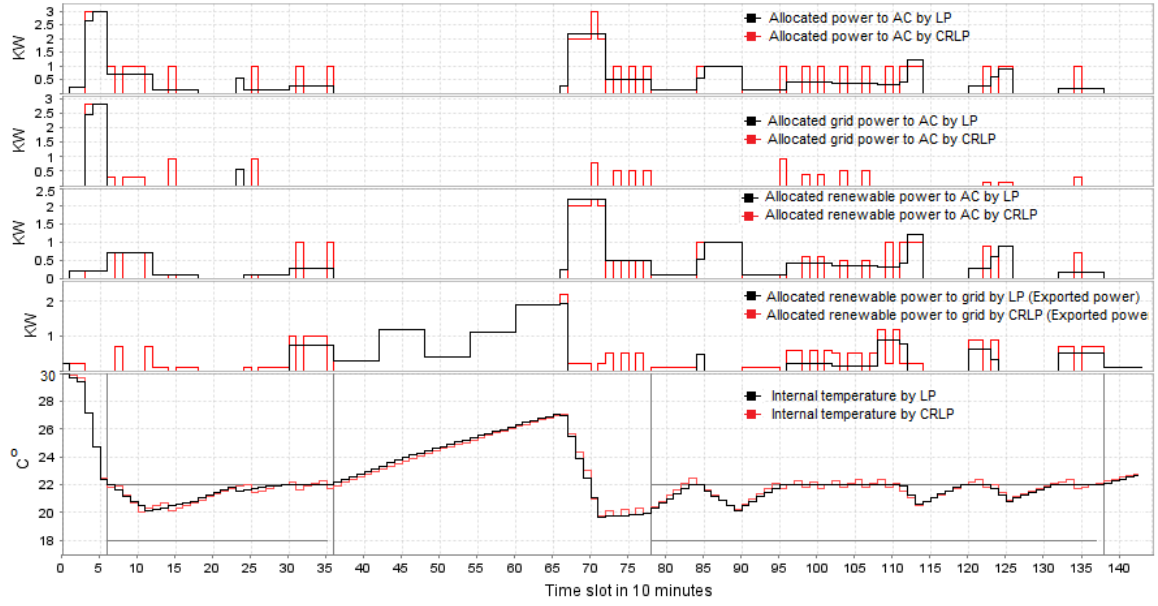 3
2.5
2
1.5
1
0.5
KW
Allocated power to AC by LP
Allocated power to AC by CRLP
3
2.5
2
1.5
1
0.5
KW
Allocated grid power to AC by LP
Allocated grid power to AC by CRLP
2.5
2
1.5
1
0.5
0
KW
Allocated renewable power to AC by LP
Allocated renewable power to AC by CRLP
2
1
KW
Allocated renewable power to grid by LP (Exported power)
Allocated renewable power to grid by CRLP (Exported powe
30
28
26
24
22
20
18
C°
Internal temperature by LP
Internal temperature by CRLP
0 5 10 15 20 25 30 35 40 45 50 55 60 65 70 75 80 85 90 95 100 105 110 115 120 125 130 135 140
Time slot in 10 minutes